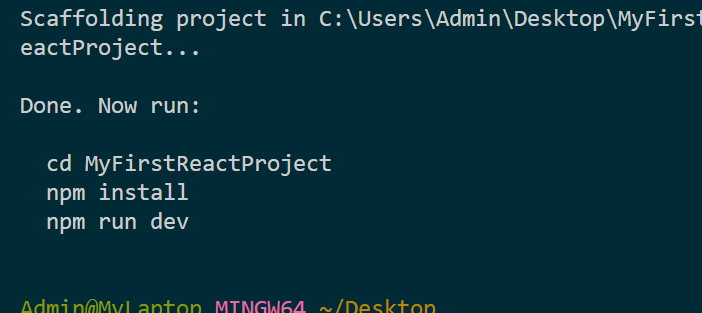 Scaffolding project in C:\Users\Admin\Desktop\MyFirst
eactProject...
Done. Now run:
cd MyFirstReactProject
npm install
npm run dev
Admin@MyLaptop MINGW64 ~/Desktop